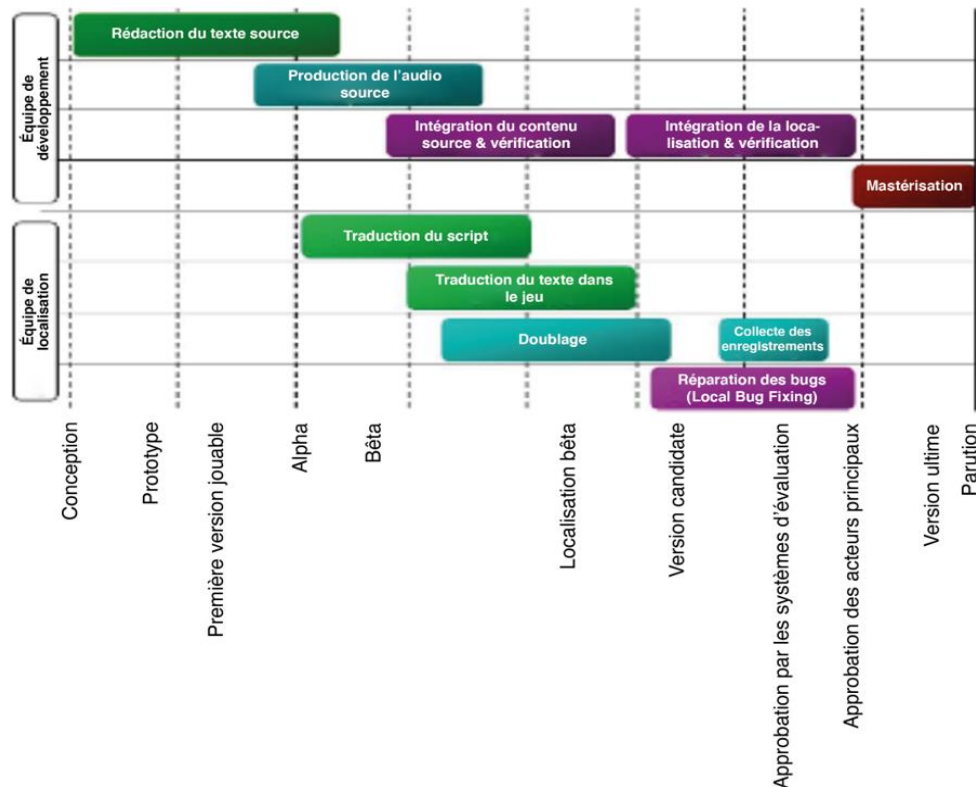 Équipe de
développement
Rédaction du texte source
Production de l'audio
source
Intégration du contenu
source & vérification
Intégration de la loca-
lisation & vérification
Mastérisation
Équipe de
localisation
Traduction du script
Traduction du texte dans
le jeu
Doublage
Collecte des
enregistrements
Réparation des bugs
(Local Bug Fixing)
Conception
Prototype
Première version jouable
Alpha
Bêta
Localisation bêta
Version candidate
Approbation par les systèmes d'évaluation
Approbation des acteurs principaux
Version ultime
Parution